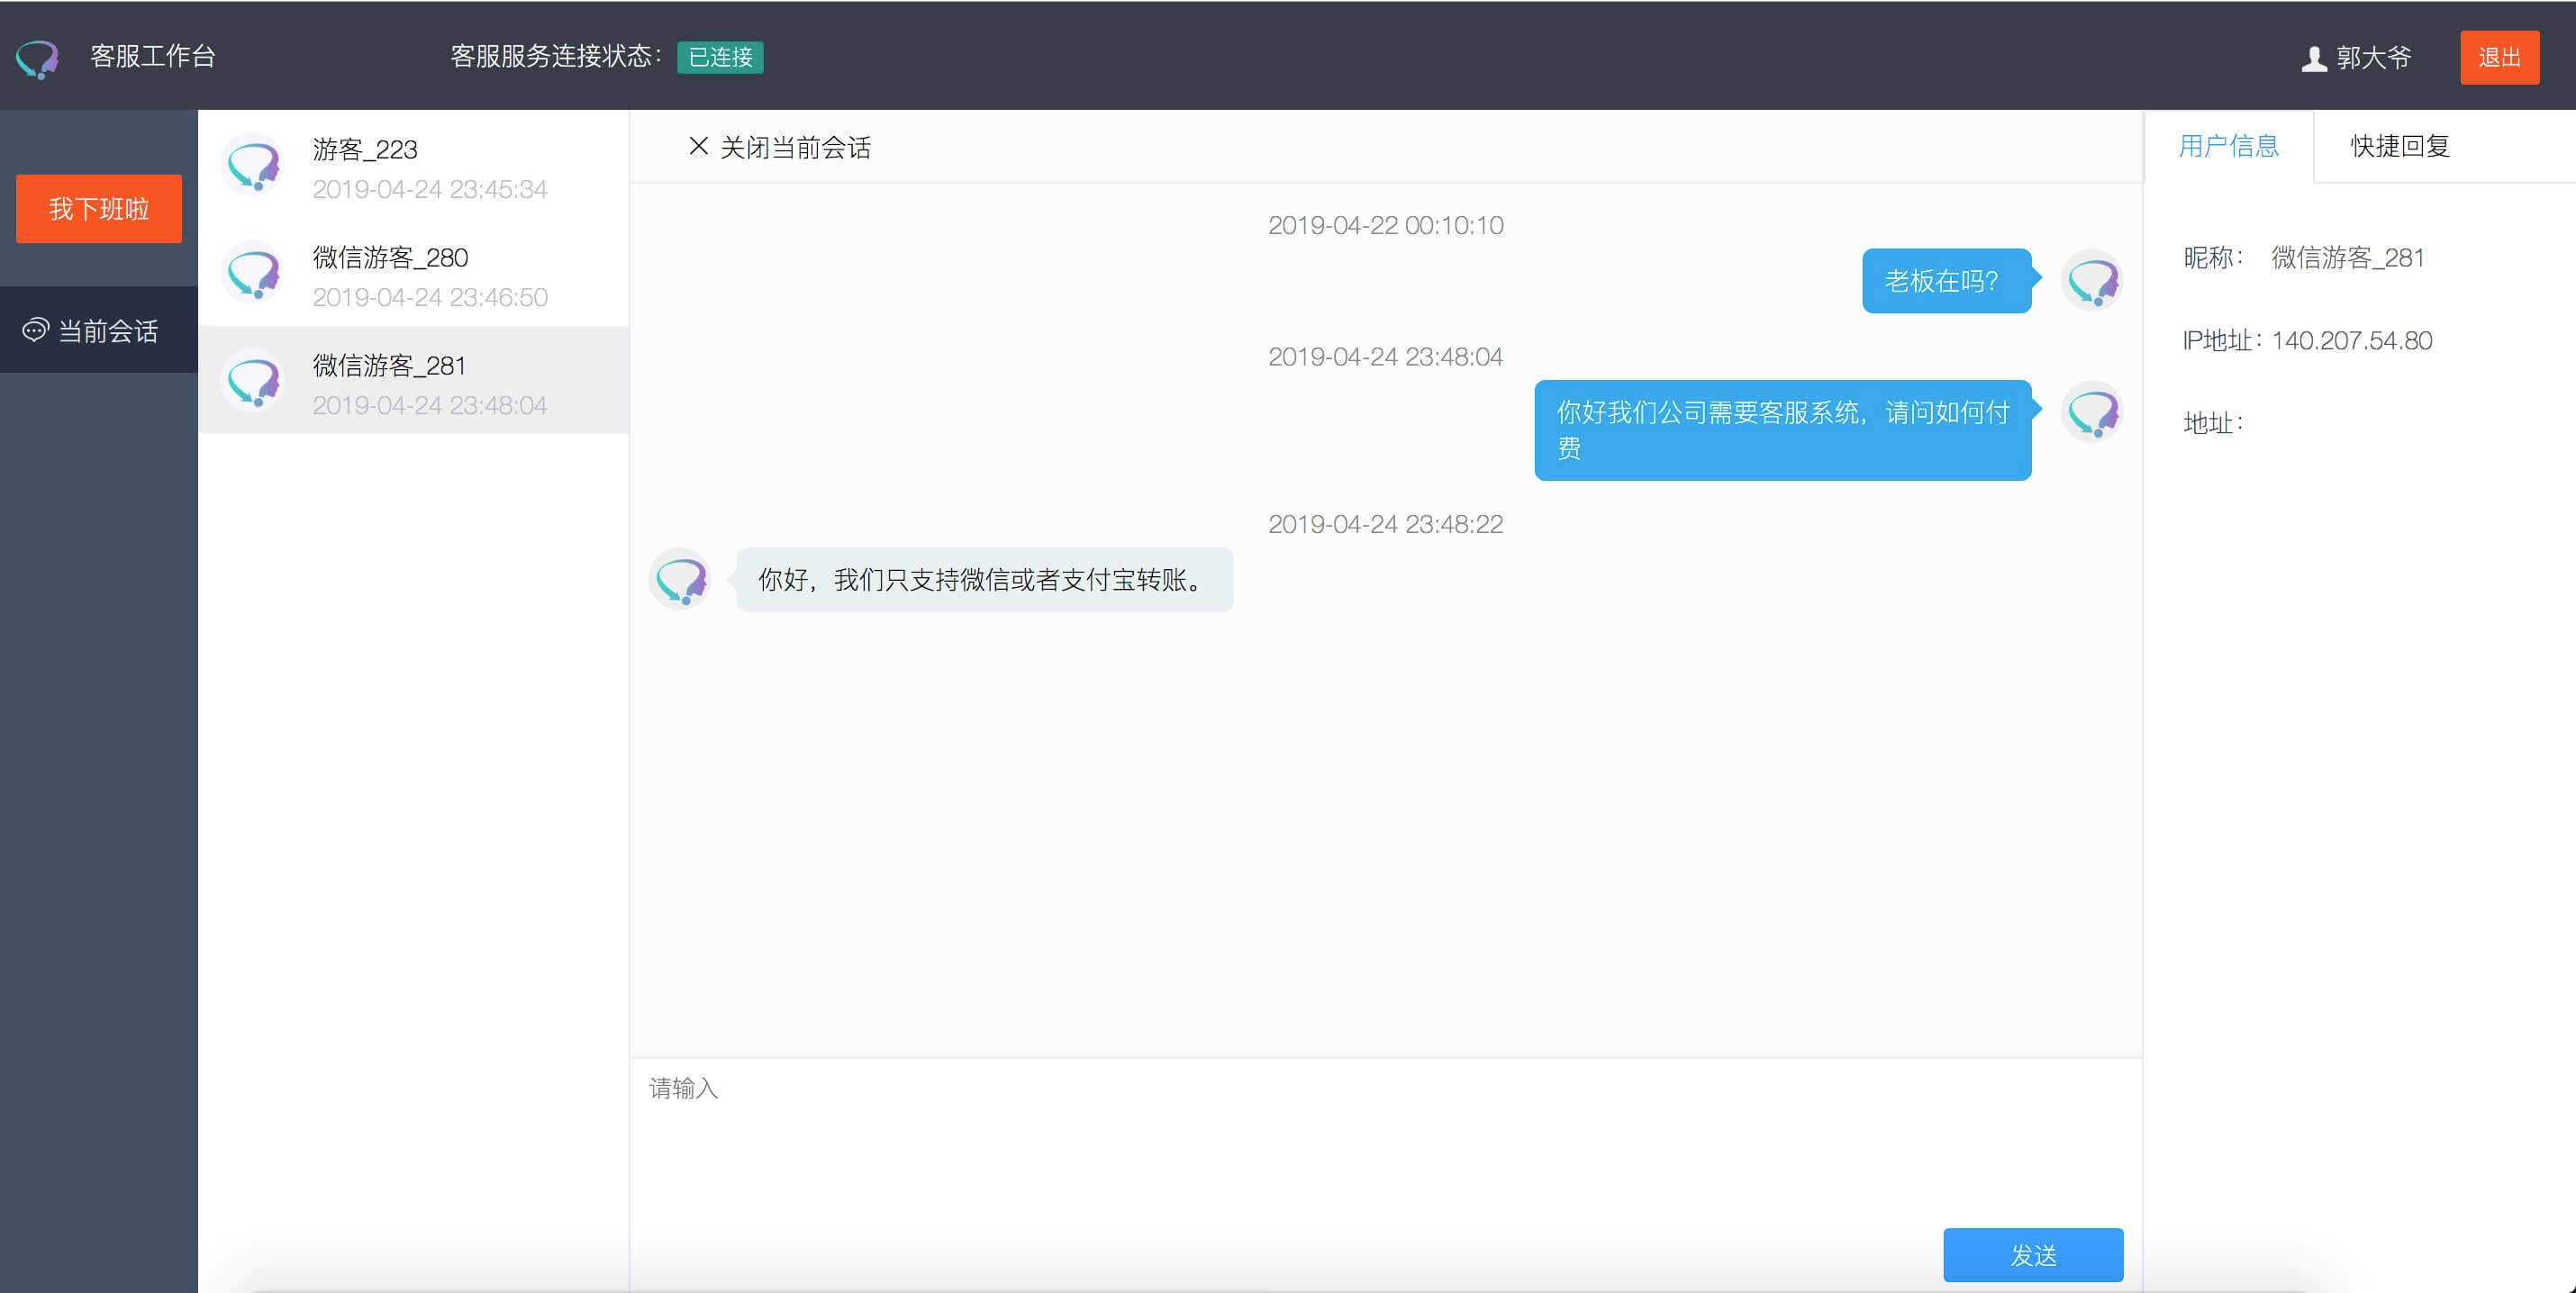 客服工作台
客服服务连接状态： 已连接
郭大爷
退出
我下班啦
当前会话
游客_223
2019-04-24 23:45:34
微信游客_280
2019-04-24 23:46:50
微信游客_281
2019-04-24 23:48:04
关闭当前会话
2019-04-22 00:10:10
老板在吗？
2019-04-24 23:48:04
你好我们公司需要客服系统，请问如何付
费
2019-04-24 23:48:22
你好，我们只支持微信或者支付宝转账。
请输入
发送
用户信息
快捷回复
昵称： 微信游客_281
IP地址：140.207.54.80
地址：